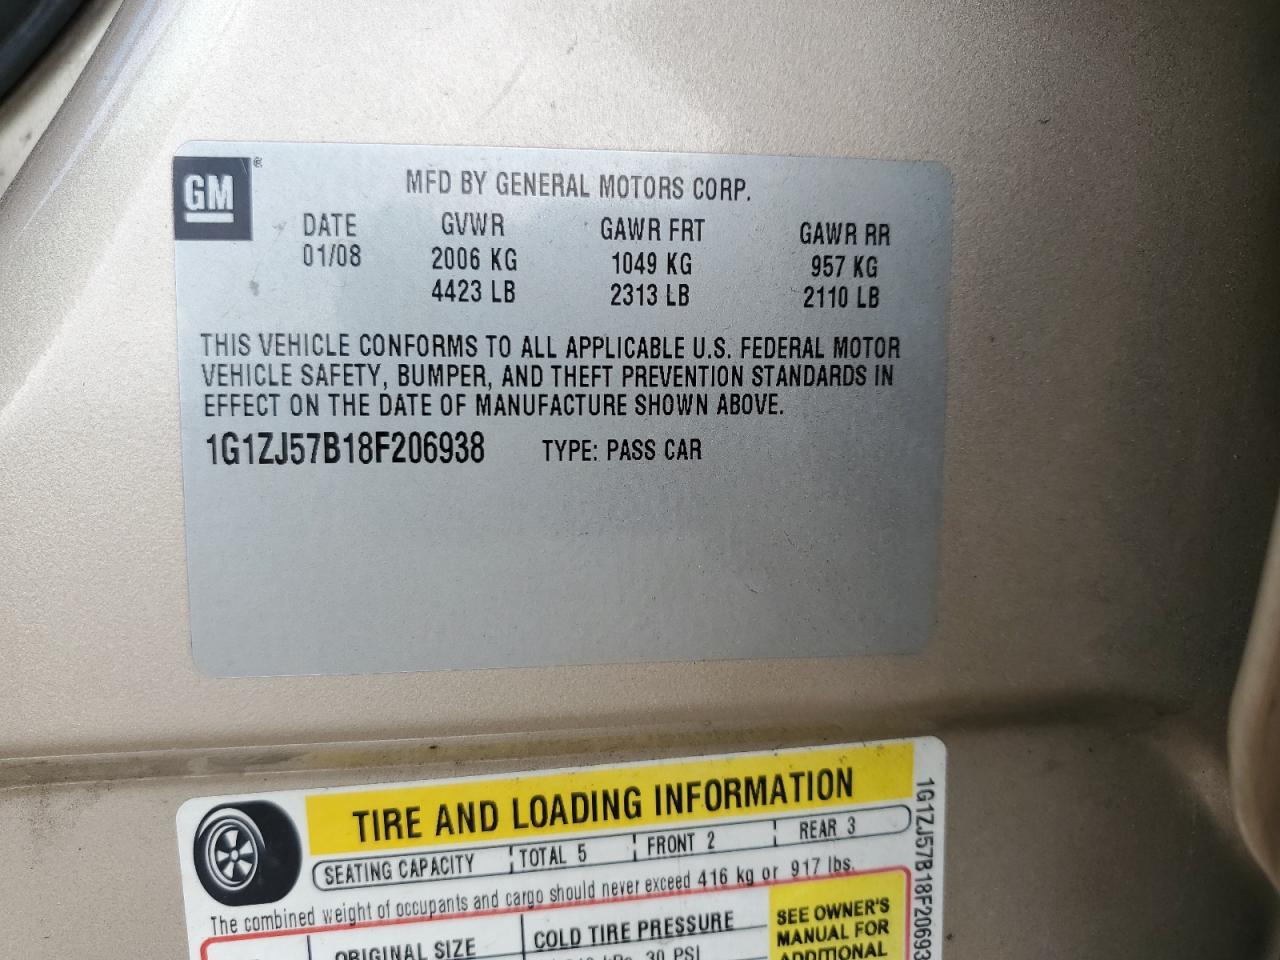 GM ®
MFD BY GENERAL MOTORS CORP.
DATE GVWR GAWR FRT GAWR RR
01/08 2006 KG 1049 KG 957 KG
4423 LB 2313 LB 2110 LB
THIS VEHICLE CONFORMS TO ALL APPLICABLE U.S. FEDERAL MOTOR
VEHICLE SAFETY, BUMPER, AND THEFT PREVENTION STANDARDS IN
EFFECT ON THE DATE OF MANUFACTURE SHOWN ABOVE.
1G1ZJ57B18F206938 TYPE: PASS CAR
TIRE AND LOADING INFORMATION
SEATING CAPACITY TOTAL 5 FRONT 2 REAR 3
The combined weight of occupants and cargo should never exceed 416 kg or 917 lbs.
ORIGINAL SIZE COLD TIRE PRESSURE
kPa, 30 PSI
SEE OWNER'S
MANUAL FOR
ADDITIONAL
1G1ZJ57B18F20693